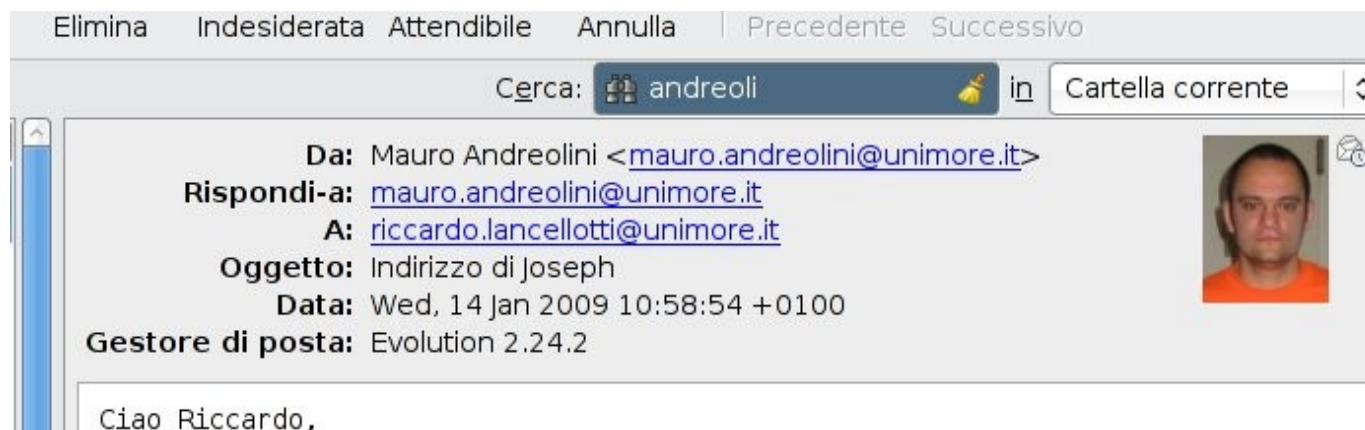 Elimina Indesiderata Attendibile Annulla Precedente Successivo
Cerca: andreoli in Cartella corrente
Da: Mauro Andreolini <mauro.andreolini@unimore.it>
Rispondi-a: mauro.andreolini@unimore.it
A: riccardo.lancellotti@unimore.it
Oggetto: Indirizzo di Joseph
Data: Wed, 14 Jan 2009 10:58:54 +0100
Gestore di posta: Evolution 2.24.2
Ciao Riccardo,